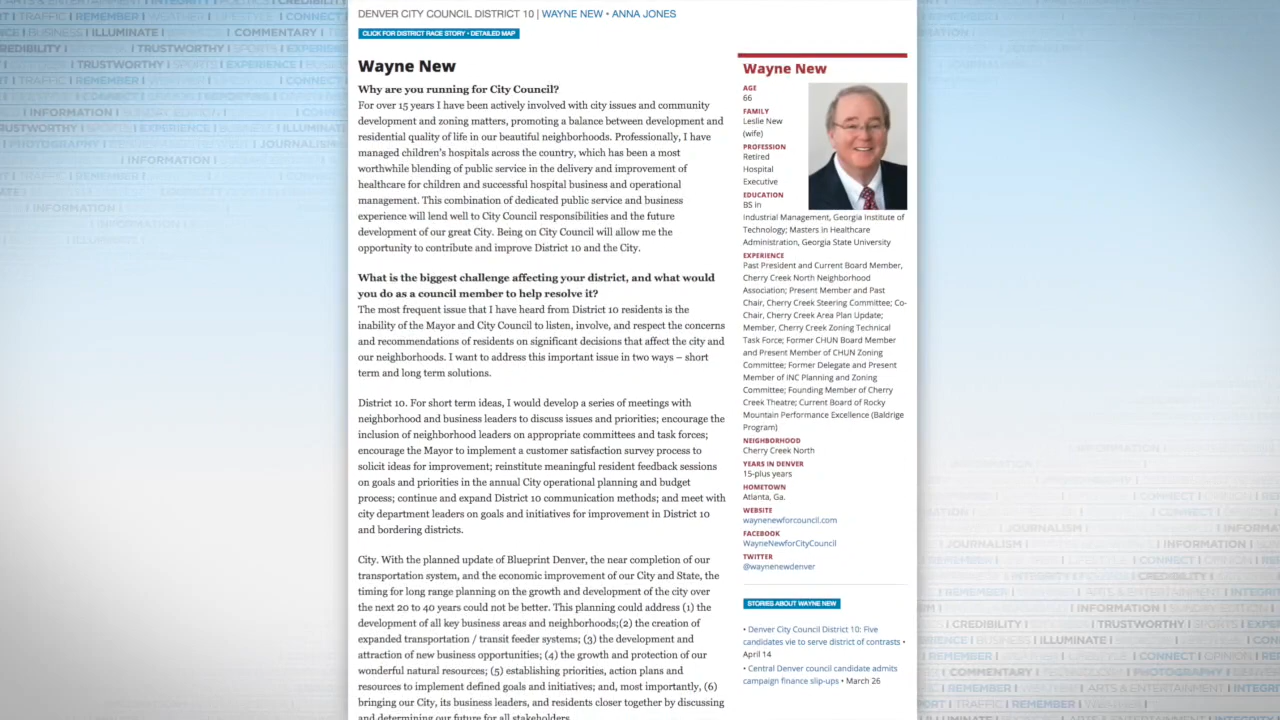 DENVER CITY COUNCIL DISTRICT 10 | WAYNE NEW • ANNA JONES
CLICK FOR DISTRICT RACE STORY • DETAILED MAP
Wayne New
Why are you running for City Council?
For over 15 years I have been actively involved with city issues and community
development and zoning matters, promoting a balance between development and
residential quality of life in our beautiful neighborhoods. Professionally, I have
managed children's hospitals across the country, which has been a most
worthwhile blending of public service in the delivery and improvement of
healthcare for children and successful hospital business and operational
management. This combination of dedicated public service and business
experience will lend well to City Council responsibilities and the future
development of our great City. Being on City Council will allow me the
opportunity to contribute and improve District 10 and the City.
What is the biggest challenge affecting your district, and what would
you do as a council member to help resolve it?
The most frequent issue that I have heard from District 10 residents is the
inability of the Mayor and City Council to listen, involve, and respect the concerns
and recommendations of residents on significant decisions that affect the city and
our neighborhoods. I want to address this important issue in two ways – short
term and long term solutions.
District 10. For short term ideas, I would develop a series of meetings with
neighborhood and business leaders to discuss issues and priorities; encourage the
inclusion of neighborhood leaders on appropriate committees and task forces;
encourage the Mayor to implement a customer satisfaction survey process to
solicit ideas for improvement; reinstitute meaningful resident feedback sessions
on goals and priorities in the annual City operational planning and budget
process; continue and expand District 10 communication methods; and meet with
city department leaders on goals and initiatives for improvement in District 10
and bordering districts.
City. With the planned update of Blueprint Denver, the near completion of our
transportation system, and the economic improvement of our City and State, the
timing for long range planning on the growth and development of the city over
the next 20 to 40 years could not be better. This planning could address (1) the
development of all key business areas and neighborhoods;(2) the creation of
expanded transportation / transit feeder systems; (3) the development and
attraction of new business opportunities; (4) the growth and protection of our
wonderful natural resources; (5) establishing priorities, action plans and
resources to implement defined goals and initiatives; and, most importantly, (6)
bringing our City, its business leaders, and residents closer together by discussing
and determining our future for all stakeholders.
Wayne New
AGE
66
FAMILY
Leslie New
(wife)
PROFESSION
Retired
Hospital
Executive
EDUCATION
BS in
Industrial Management, Georgia Institute of
Technology; Masters in Healthcare
Administration, Georgia State University
EXPERIENCE
Past President and Current Board Member,
Cherry Creek North Neighborhood
Association; Present Member and Past
Chair, Cherry Creek Steering Committee; Co-
Chair, Cherry Creek Area Plan Update;
Member, Cherry Creek Zoning Technical
Task Force; Former CHUN Board Member
and Present Member of CHUN Zoning
Committee; Former Delegate and Present
Member of INC Planning and Zoning
Committee; Founding Member of Cherry
Creek Theatre; Current Board of Rocky
Mountain Performance Excellence (Baldrige
Program)
NEIGHBORHOOD
Cherry Creek North
YEARS IN DENVER
15-plus years
HOMETOWN
Atlanta, Ga.
WEBSITE
waynenewforcouncil.com
FACEBOOK
WayneNewforCityCouncil
TWITTER
@waynenewdenver
STORIES ABOUT WAYNE NEW
• Denver City Council District 10: Five
candidates vie to serve district of contrasts •
April 14
• Central Denver council candidate admits
campaign finance slip-ups • March 26